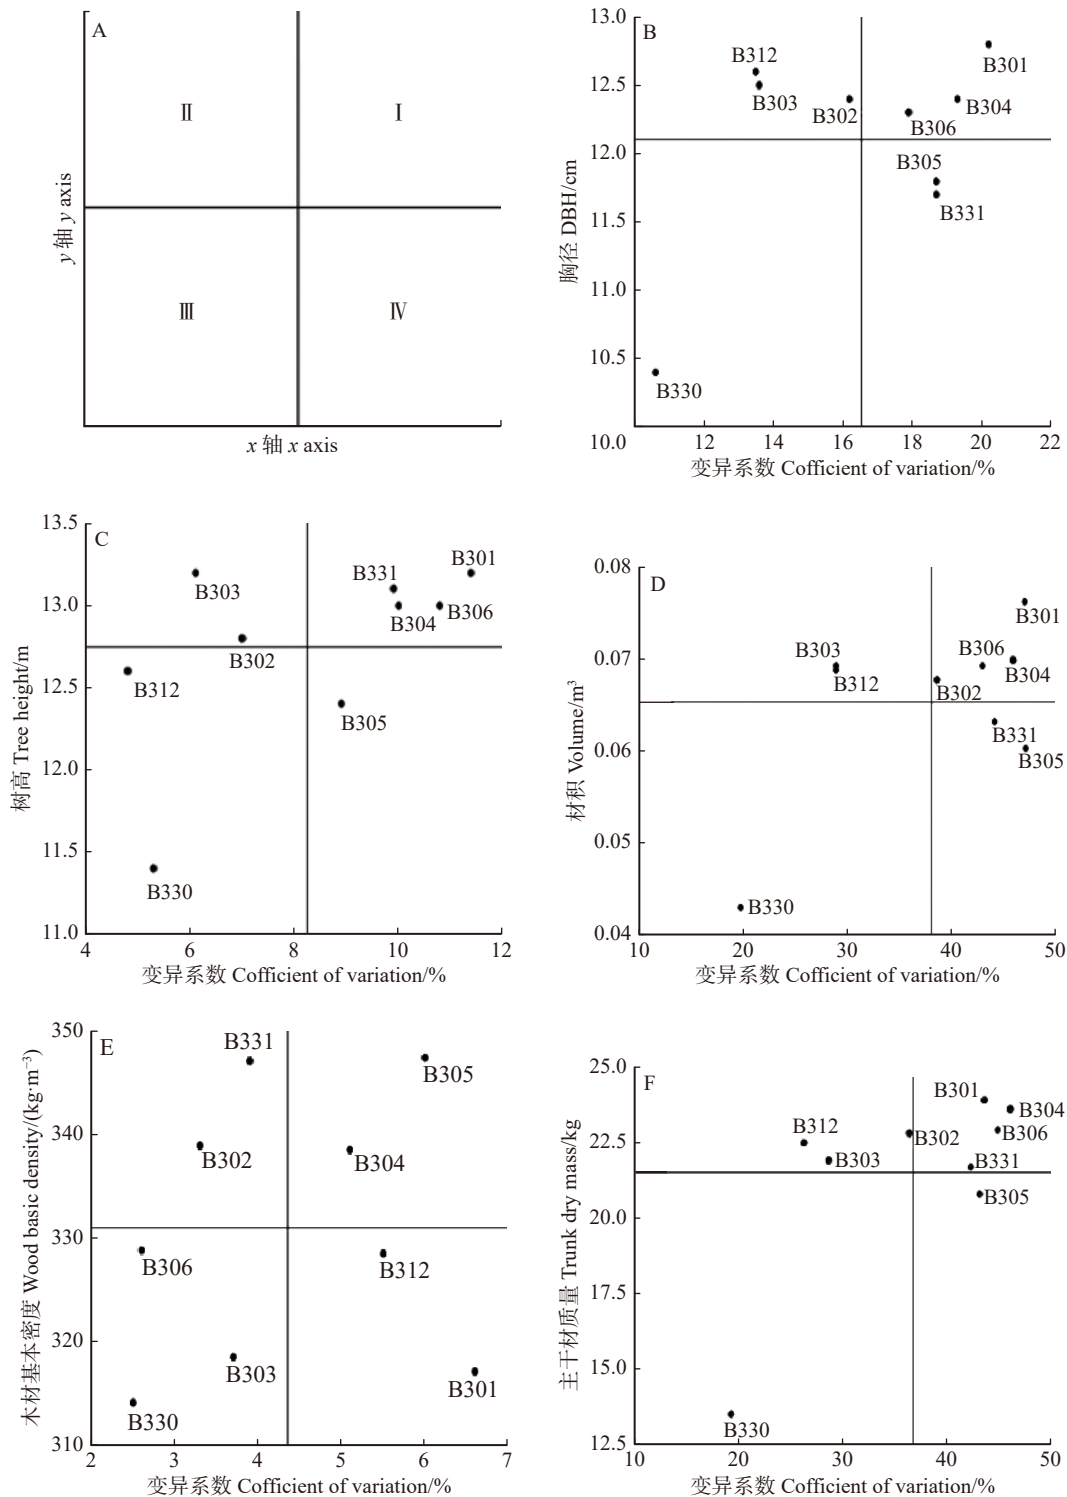 A
Ⅱ
Ⅰ
Ⅲ
Ⅳ
y 轴 y axis
x 轴 x axis
B
13.0
12.5
12.0
11.5
11.0
10.5
10.0
胸径 DBH/cm
B312
B303
B302
B301
B304
B306
B305
B331
B330
12
14
16
18
20
22
变异系数 Cofficient of variation/%
C
13.5
13.0
12.5
12.0
11.5
11.0
树高 Tree height/m
B303
B331
B301
B304
B306
B302
B312
B305
B330
4
6
8
10
12
变异系数 Cofficient of variation/%
D
0.08
0.07
0.06
0.05
0.04
材积 Volume/m³
B301
B303
B306
B312
B304
B302
B331
B305
B330
10
20
30
40
50
变异系数 Cofficient of variation/%
E
350
340
330
320
310
木材基本密度 Wood basic density/(kg·m⁻³)
B331
B305
B302
B304
B306
B312
B303
B301
B330
2
3
4
5
6
7
变异系数 Cofficient of variation/%
F
25.0
22.5
20.0
17.5
15.0
12.5
主干材质量 Trunk dry mass/kg
B301
B304
B312
B302
B306
B303
B331
B305
B330
10
20
30
40
50
变异系数 Cofficient of variation/%